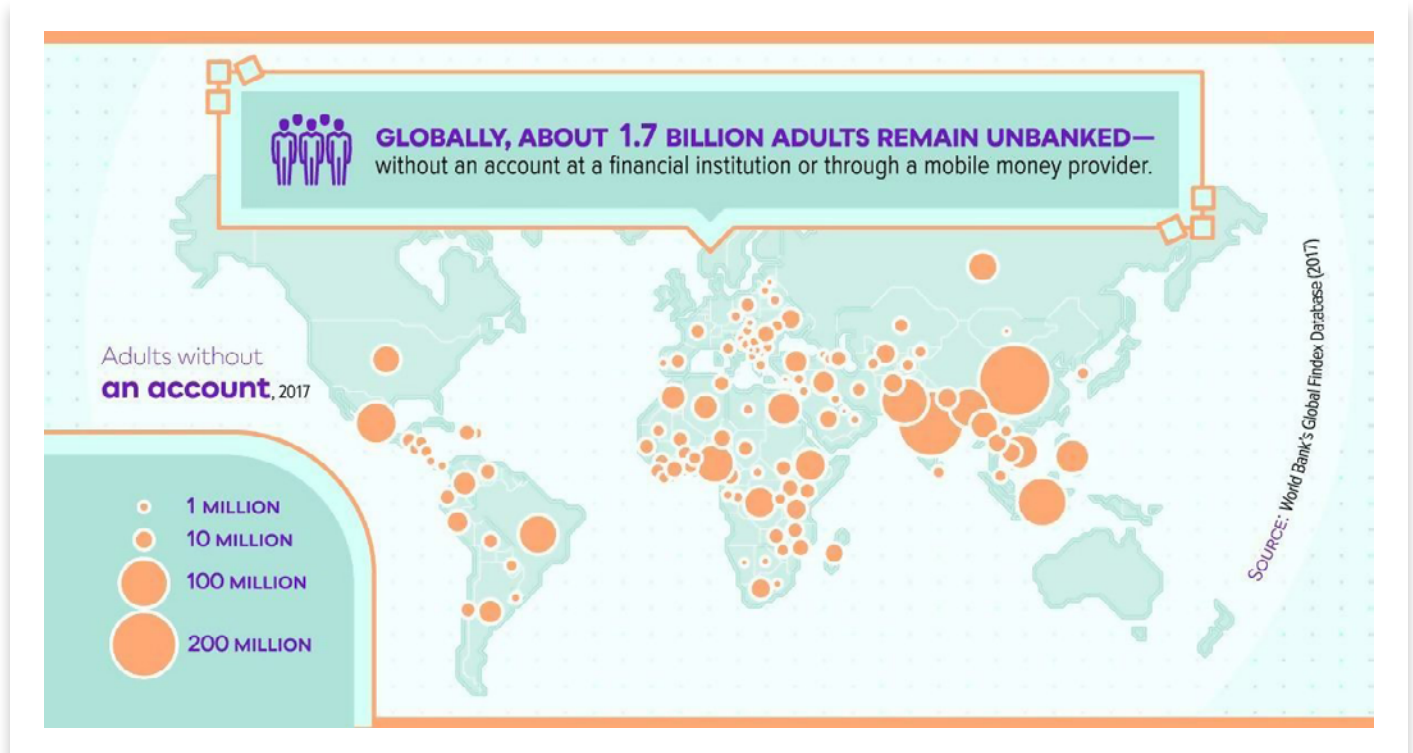 GLOBALLY, ABOUT 1.7 BILLION ADULTS REMAIN UNBANKED—
without an account at a financial institution or through a mobile money provider.
Adults without
an account, 2017
1 MILLION
10 MILLION
100 MILLION
200 MILLION
SOURCE: World Bank's Global Findex Database (2017)